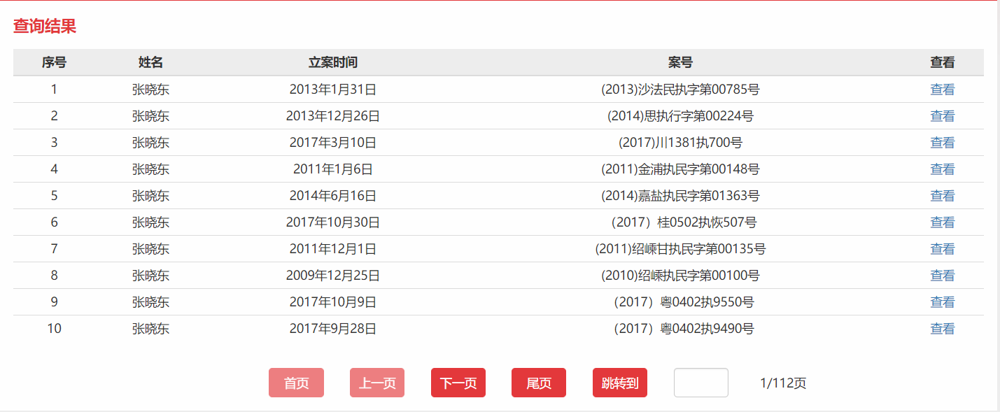 查询结果
序号 姓名 立案时间 案号 查看
1 张晓东 2013年1月31日 (2013)沙法民执字第00785号 查看
2 张晓东 2013年12月26日 (2014)思执行字第00224号 查看
3 张晓东 2017年3月10日 (2017)川1381执700号 查看
4 张晓东 2011年1月6日 (2011)金浦执民字第00148号 查看
5 张晓东 2014年6月16日 (2014)嘉盐执民字第01363号 查看
6 张晓东 2017年10月30日 （2017）桂0502执恢507号 查看
7 张晓东 2011年12月1日 (2011)绍嵊甘执民字第00135号 查看
8 张晓东 2009年12月25日 (2010)绍嵊执民字第00100号 查看
9 张晓东 2017年10月9日 （2017）粤0402执9550号 查看
10 张晓东 2017年9月28日 （2017）粤0402执9490号 查看
首页 上一页 下一页 尾页 跳转到 1/112页